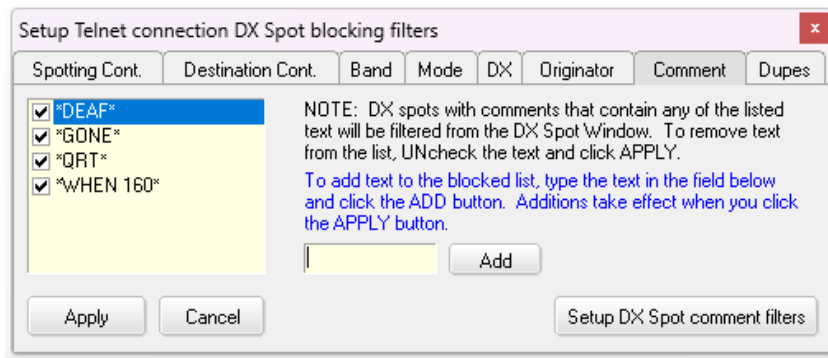 Setup Telnet connection DX Spot blocking filters
x
Spotting Cont. Destination Cont. Band Mode DX Originator Comment Dupes
*DEAF*
*GONE*
*QRT*
*WHEN 160*
NOTE: DX spots with comments that contain any of the listed
text will be filtered from the DX Spot Window. To remove text
from the list, UNcheck the text and click APPLY.
To add text to the blocked list, type the text in the field below
and click the ADD button. Additions take effect when you click
the APPLY button.
Add
Apply Cancel Setup DX Spot comment filters